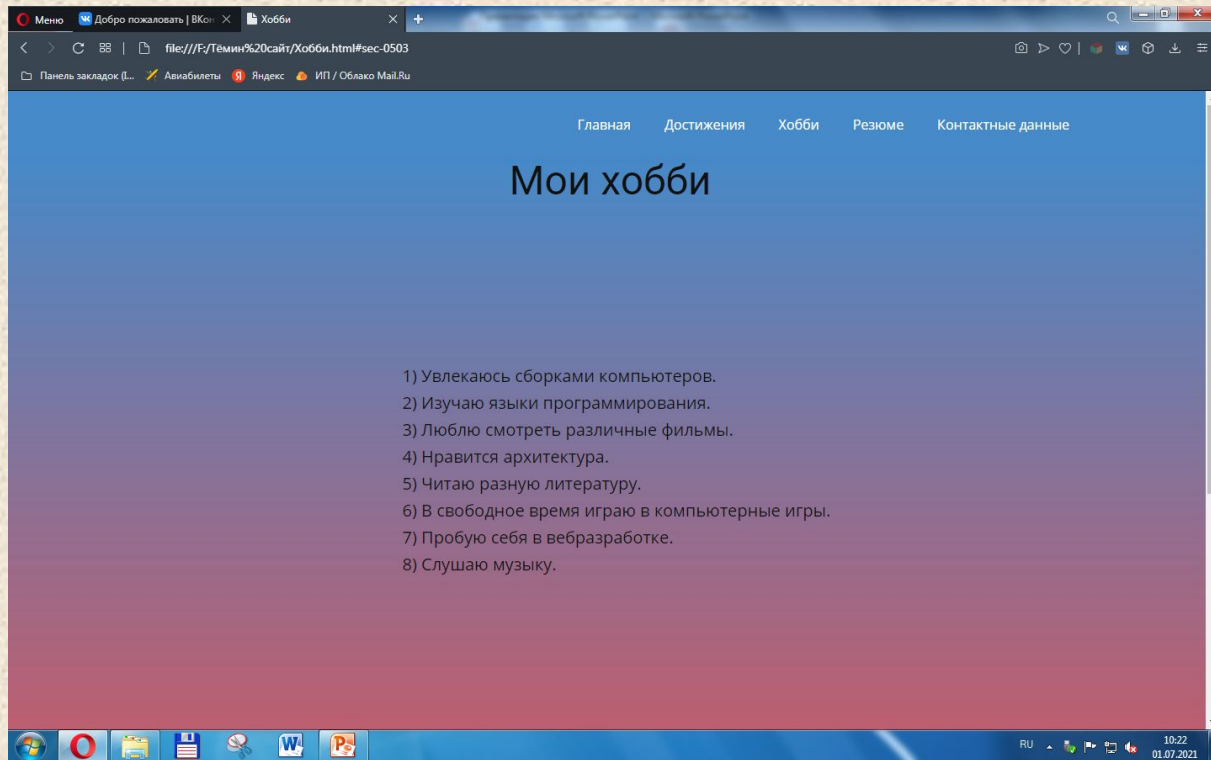 Меню
Добро пожаловать | ВКон
Хобби
file:///F:/Тёмин%20сайт/Хобби.html#sec-0503
Панель закладок (I...
Авиабилеты
Яндекс
ИП / Облако Mail.Ru
Главная
Достижения
Хобби
Резюме
Контактные данные
Мои хобби
1) Увлекаюсь сборками компьютеров.
2) Изучаю языки программирования.
3) Люблю смотреть различные фильмы.
4) Нравится архитектура.
5) Читаю разную литературу.
6) В свободное время играю в компьютерные игры.
7) Пробую себя в вебразработке.
8) Слушаю музыку.
RU
10:22
01.07.2021